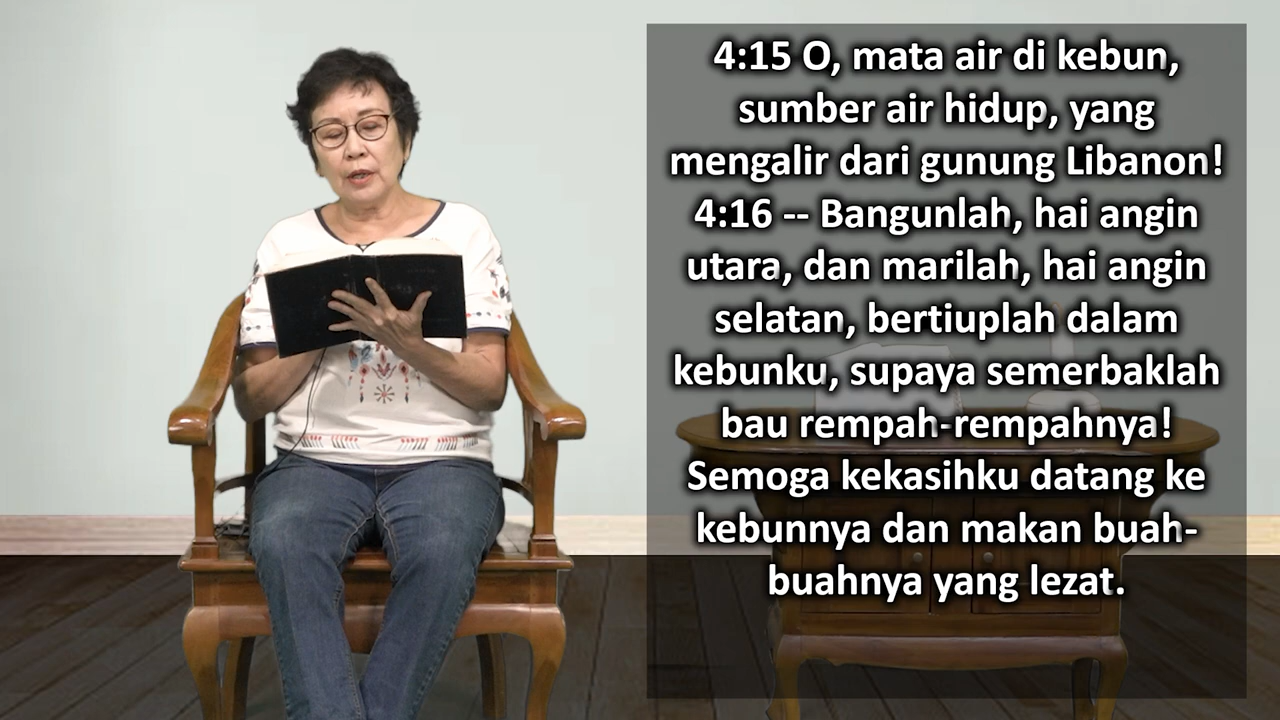 4:15 O, mata air di kebun,
sumber air hidup, yang
mengalir dari gunung Libanon!
4:16 -- Bangunlah, hai angin
utara, dan marilah, hai angin
selatan, bertiuplah dalam
kebunku, supaya semerbaklah
bau rempah-rempahnya!
Semoga kekasihku datang ke
kebunnya dan makan buah-
buahnya yang lezat.